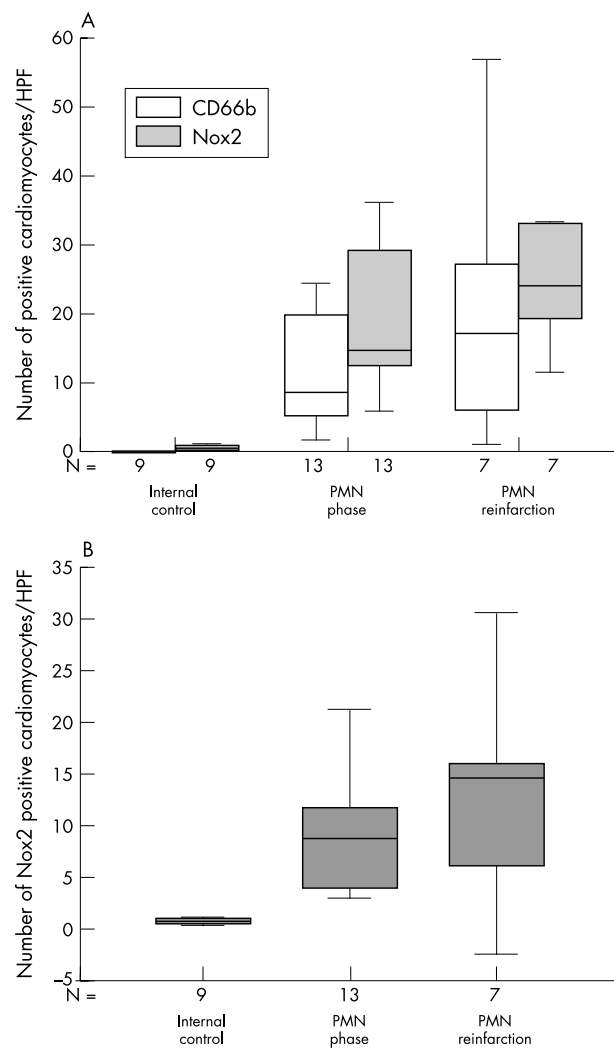 A
Number of positive cardiomyocytes/HPF
60
50
40
30
20
10
0
CD66b
Nox2
N = 9 9 13 13 7 7
Internal control
PMN phase
PMN reinfarction
B
Number of Nox2 positive cardiomyocytes/HPF
35
30
25
20
15
10
5
0
–5
N = 9 13 7
Internal control
PMN phase
PMN reinfarction